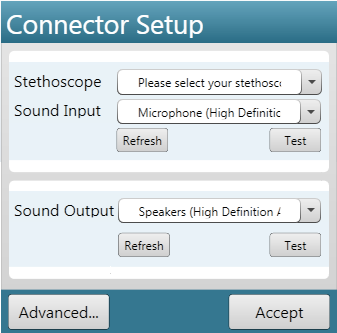 Connector Setup
Stethoscope Please select your stethosc
Sound Input Microphone (High Definitic
Refresh Test
Sound Output Speakers (High Definition A
Refresh Test
Advanced... Accept